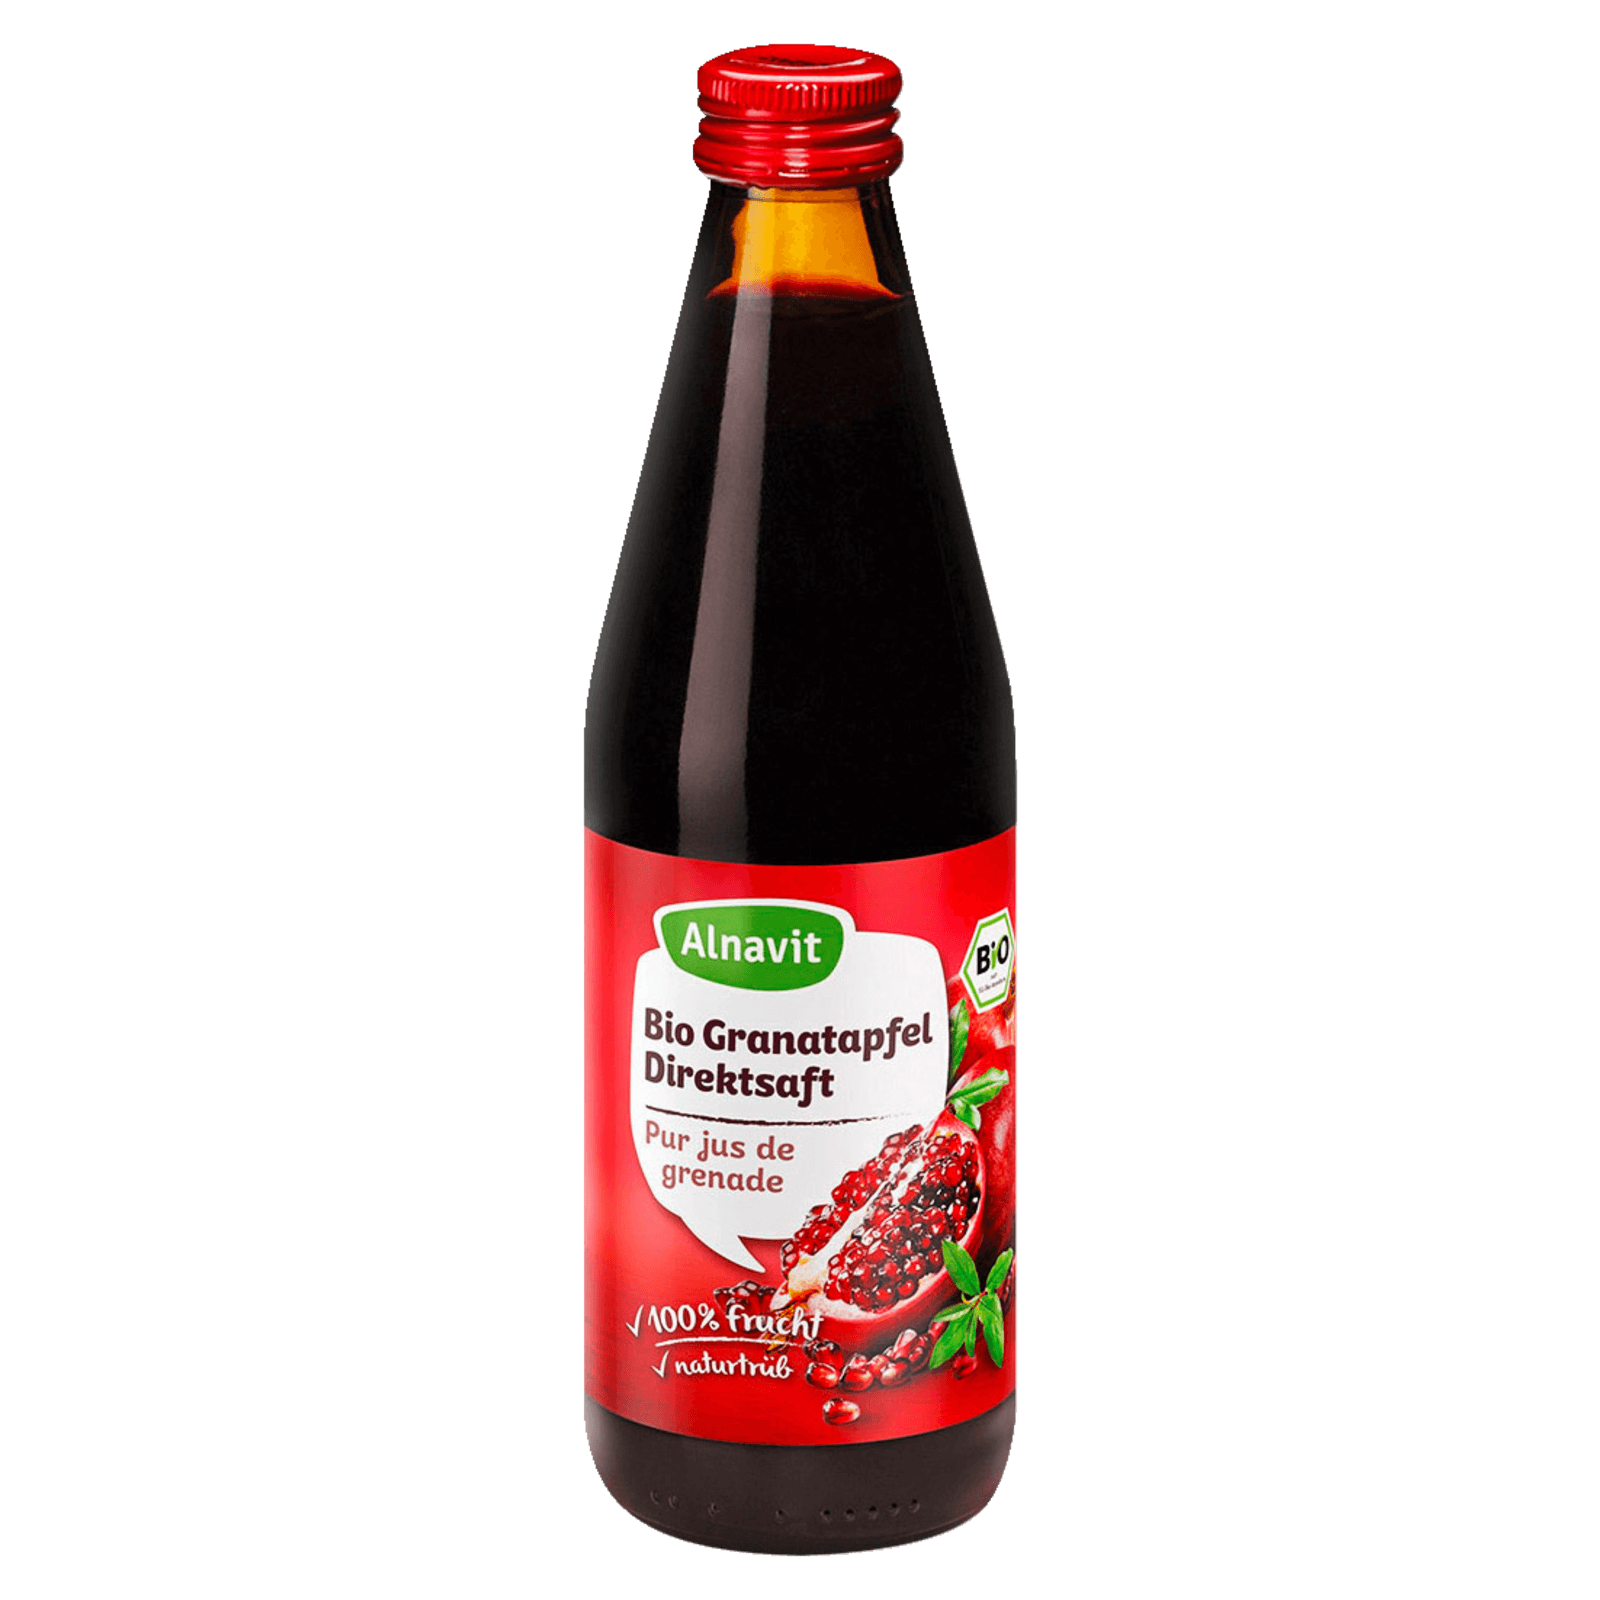 Alnavit
Bio
Bio Granatapfel
Direktsaft
Pur jus de
grenade
100% Frucht
naturtrüb